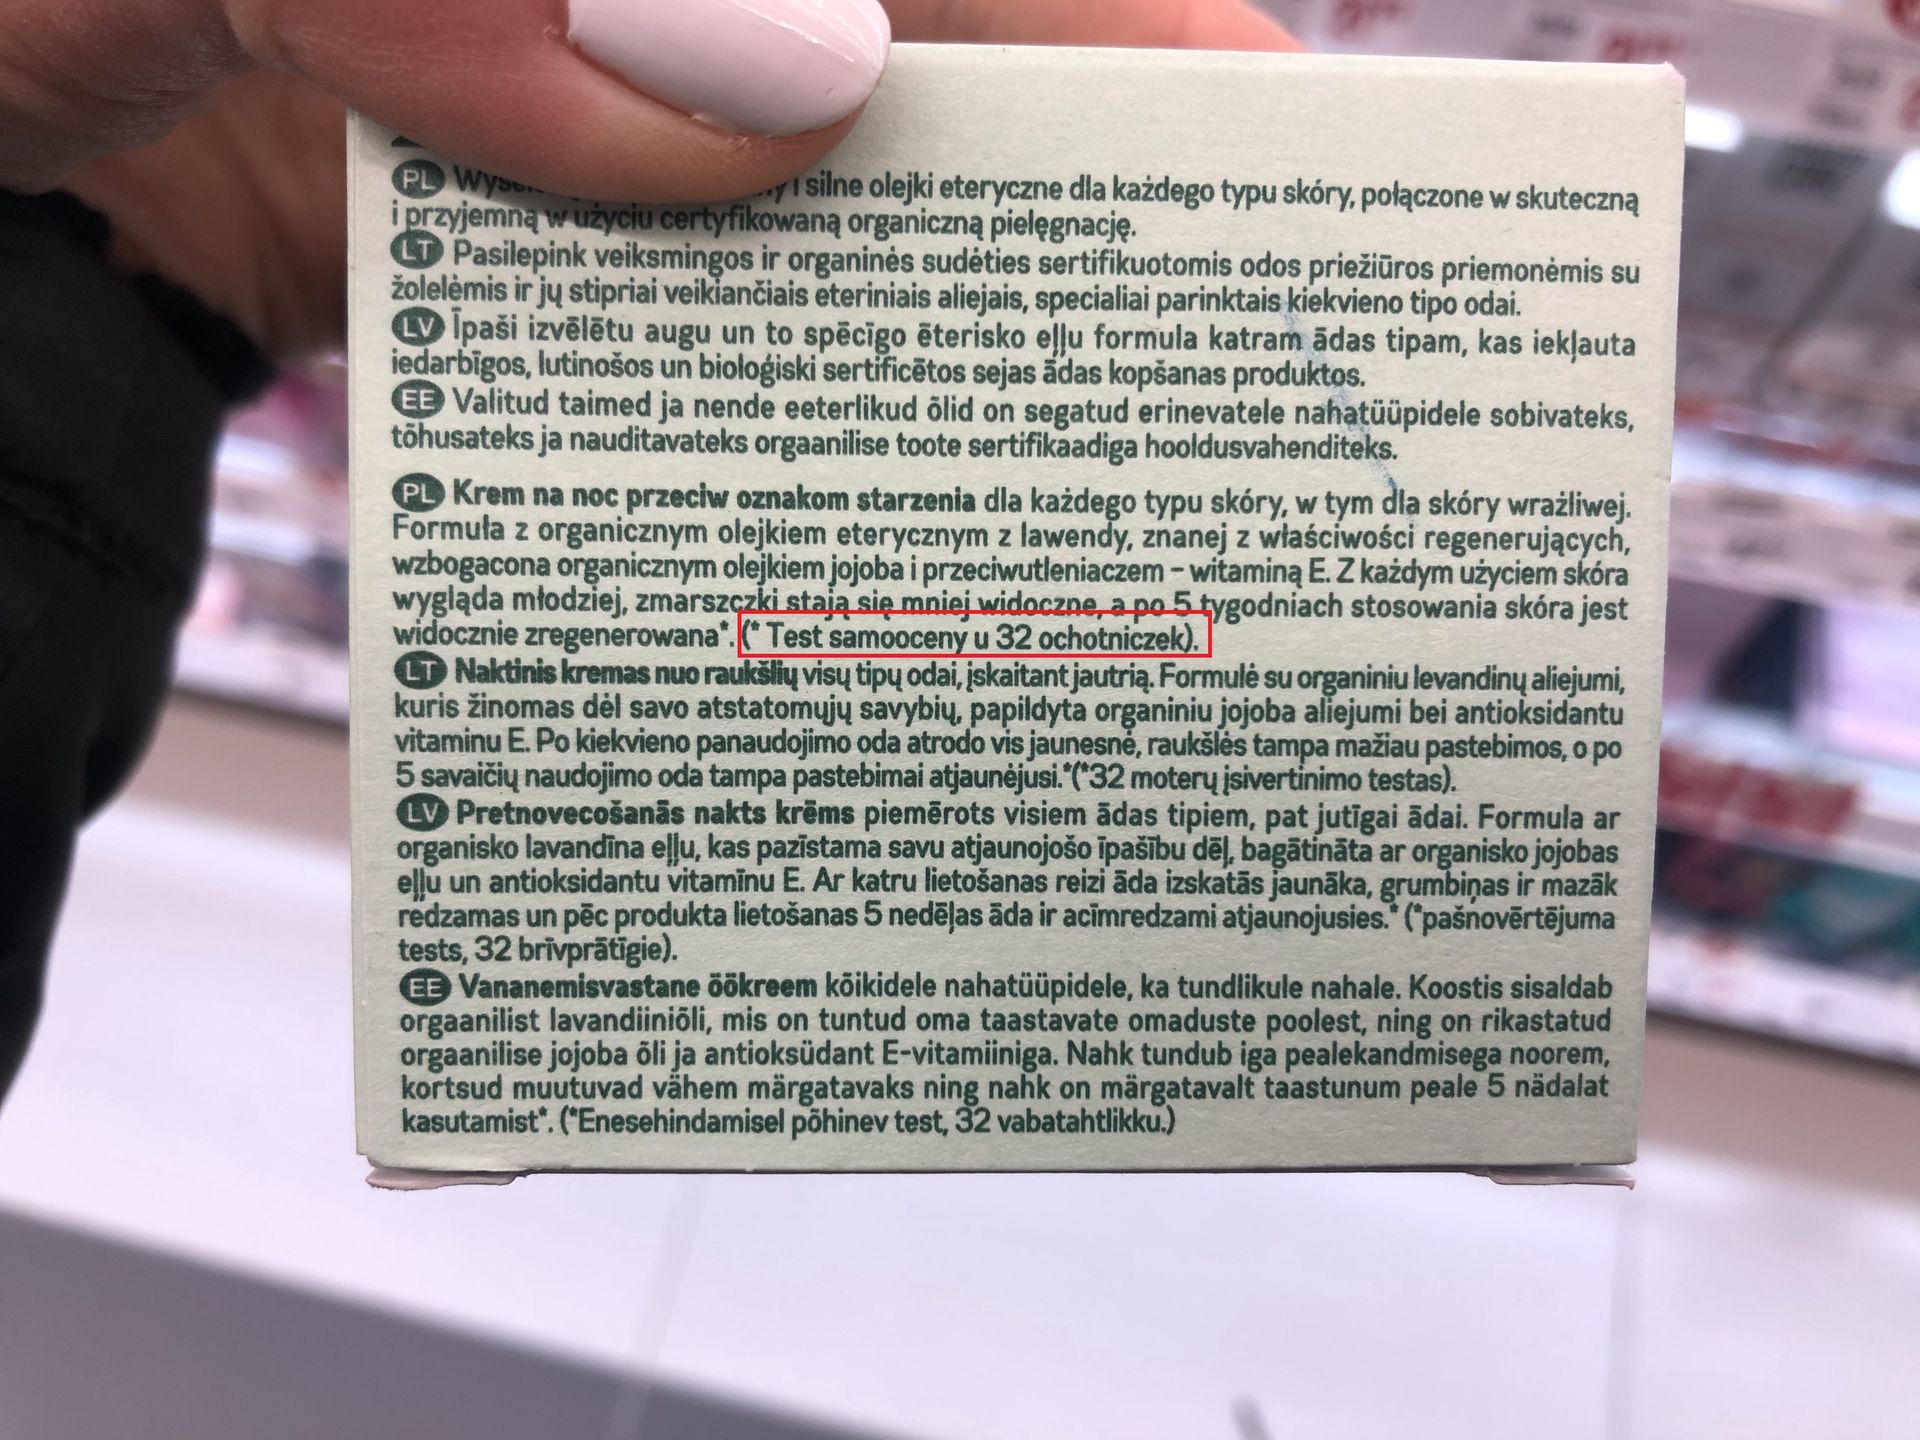 PL y i silne olejki eteryczne dla każdego typu skóry, połączone w skuteczną
i przyjemną w użyciu certyfikowaną organiczną pielęgnację.
LT Pasilepink veiksmingos ir organinės sudėties sertifikuotomis odos priežiūros priemonėmis su
žolelėmis ir jų stipriai veikiančiais eteriniais aliejais, specialiai parinktais kiekvieno tipo odai.
LV Īpaši izvēlētu augu un to spēcīgo ēterisko eļļu formula katram ādas tipam, kas iekļauta
iedarbīgos, lutinošos un bioloģiski sertificētos sejas ādas kopšanas produktos.
EE Valitud taimed ja nende eeterlikud õlid on segatud erinevatele nahatüüpidele sobivateks,
tõhusateks ja nauditavateks orgaanilise toote sertifikaadiga hooldusvahenditeks.
PL Krem na noc przeciw oznakom starzenia dla każdego typu skóry, w tym dla skóry wrażliwej.
Formuła z organicznym olejkiem eterycznym z lawendy, znanej z właściwości regenerujących,
wzbogacona organicznym olejkiem jojoba i przeciwutleniaczem – witaminą E. Z każdym użyciem skóra
wygląda młodziej, zmarszczki stają się mniej widoczne, a po 5 tygodniach stosowania skóra jest
widocznie zregenerowana*. (* Test samooceny u 32 ochotniczek).
LT Naktinis kremas nuo raukšlių visų tipų odai, įskaitant jautrią. Formulė su organiniu levandinų aliejumi,
kuris žinomas dėl savo atstatomųjų savybių, papildyta organiniu jojoba aliejumi bei antioksidantu
vitaminu E. Po kiekvieno panaudojimo oda atrodo vis jaunesnė, raukšlės tampa mažiau pastebimos, o po
5 savaičių naudojimo oda tampa pastebimai atjaunėjusi.*(*32 moterų įsivertinimo testas).
LV Pretnovecošanās nakts krēms piemērots visiem ādas tipiem, pat jutīgai ādai. Formula ar
organisko lavandīna eļļu, kas pazīstama savu atjaunojošo īpašību dēļ, bagātināta ar organisko jojobas
eļļu un antioksidantu vitamīnu E. Ar katru lietošanas reizi āda izskatās jaunāka, grumbiņas ir mazāk
redzamas un pēc produkta lietošanas 5 nedēļas āda ir acīmredzami atjaunojusies.* (*pašnovērtējuma
tests, 32 brīvprātīgie).
EE Vananemisvastane öökreem kõikidele nahatüüpidele, ka tundlikule nahale. Koostis sisaldab
orgaanilist lavandiiniõli, mis on tuntud oma taastavate omaduste poolest, ning on rikastatud
orgaanilise jojoba õli ja antioksüdant E-vitamiiniga. Nahk tundub iga pealekandmisega noorem,
kortsud muutuvad vähem märgatavaks ning nahk on märgatavalt taastunum peale 5 nädalat
kasutamist*. (*Enesehindamisel põhinev test, 32 vabatahtlikku.)